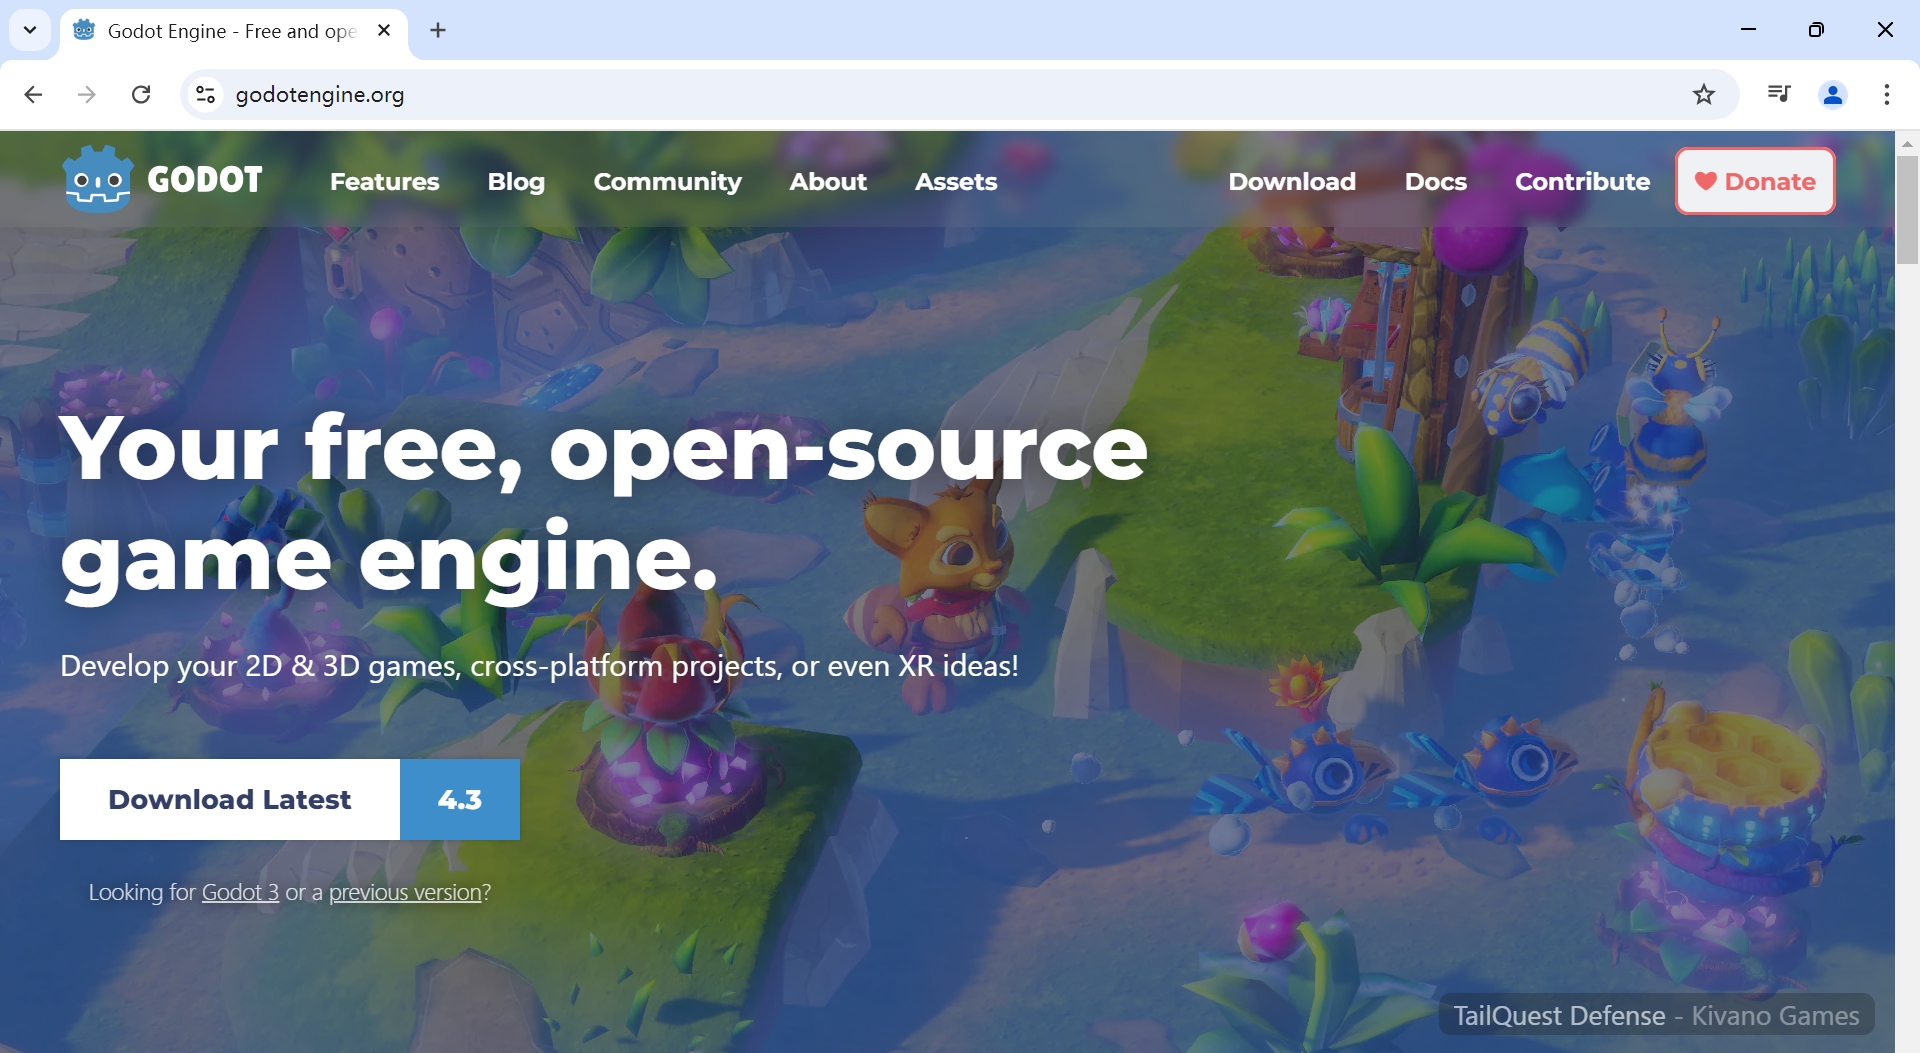 Godot Engine - Free and ope
godotengine.org
GODOT Features Blog Community About Assets Download Docs Contribute Donate
Your free, open-source
game engine.
Develop your 2D & 3D games, cross-platform projects, or even XR ideas!
Download Latest 4.3
Looking for Godot 3 or a previous version?
TailQuest Defense - Kivano Games